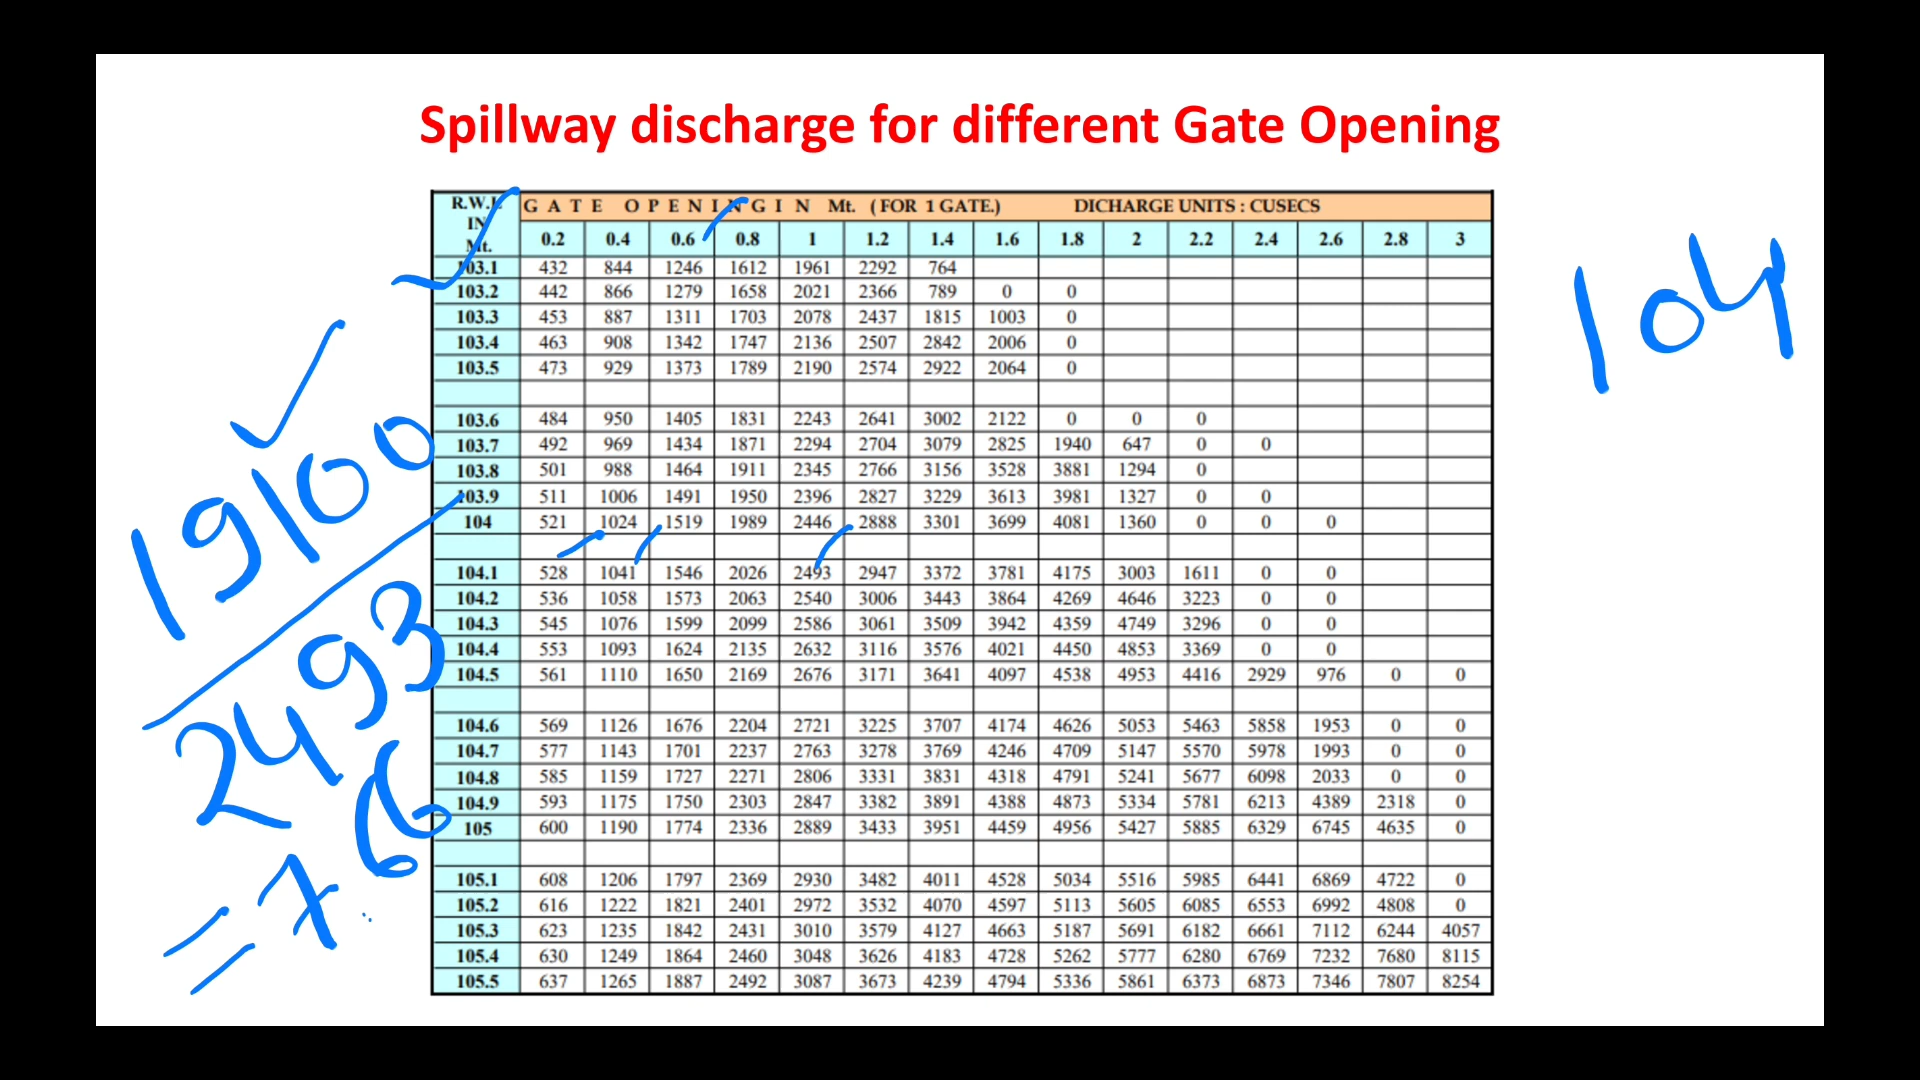 Spillway discharge for different Gate Opening
R.W.L IN Mt. GATE OPENING IN Mt. (FOR 1 GATE.) DICHARGE UNITS : CUSECS
0.2 0.4 0.6 0.8 1 1.2 1.4 1.6 1.8 2 2.2 2.4 2.6 2.8 3
103.1 432 844 1246 1612 1961 2292 764
103.2 442 866 1279 1658 2021 2366 789 0 0
103.3 453 887 1311 1703 2078 2437 1815 1003 0
103.4 463 908 1342 1747 2136 2507 2842 2006 0
103.5 473 929 1373 1789 2190 2574 2922 2064 0
103.6 484 950 1405 1831 2243 2641 3002 2122 0 0 0
103.7 492 969 1434 1871 2294 2704 3079 2825 1940 647 0 0
103.8 501 988 1464 1911 2345 2766 3156 3528 3881 1294 0
103.9 511 1006 1491 1950 2396 2827 3229 3613 3981 1327 0 0
104 521 1024 1519 1989 2446 2888 3301 3699 4081 1360 0 0 0
104.1 528 1041 1546 2026 2493 2947 3372 3781 4175 3003 1611 0 0
104.2 536 1058 1573 2063 2540 3006 3443 3864 4269 4646 3223 0 0
104.3 545 1076 1599 2099 2586 3061 3509 3942 4359 4749 3296 0 0
104.4 553 1093 1624 2135 2632 3116 3576 4021 4450 4853 3369 0 0
104.5 561 1110 1650 2169 2676 3171 3641 4097 4538 4953 4416 2929 976 0 0
104.6 569 1126 1676 2204 2721 3225 3707 4174 4626 5053 5463 5858 1953 0 0
104.7 577 1143 1701 2237 2763 3278 3769 4246 4709 5147 5570 5978 1993 0 0
104.8 585 1159 1727 2271 2806 3331 3831 4318 4791 5241 5677 6098 2033 0 0
104.9 593 1175 1750 2303 2847 3382 3891 4388 4873 5334 5781 6213 4389 2318 0
105 600 1190 1774 2336 2889 3433 3951 4459 4956 5427 5885 6329 6745 4635 0
105.1 608 1206 1797 2369 2930 3482 4011 4528 5034 5516 5985 6441 6869 4722 0
105.2 616 1222 1821 2401 2972 3532 4070 4597 5113 5605 6085 6553 6992 4808 0
105.3 623 1235 1842 2431 3010 3579 4127 4663 5187 5691 6182 6661 7112 6244 4057
105.4 630 1249 1864 2460 3048 3626 4183 4728 5262 5777 6280 6769 7232 7680 8115
105.5 637 1265 1887 2492 3087 3673 4239 4794 5336 5861 6373 6873 7346 7807 8254
104
19100
2493
= 7.6